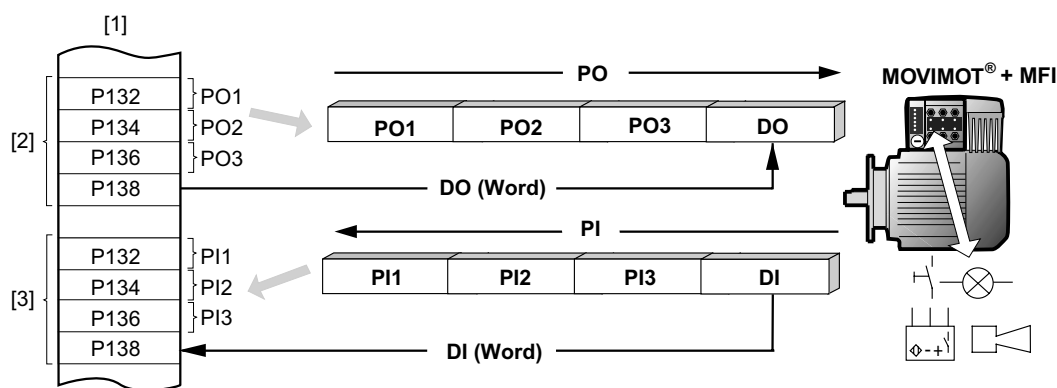 [1]
PO
MOVIMOT® + MFI
P132 PO1
P134 PO2
P136 PO3
P138
[2]
PO1 PO2 PO3 DO
DO (Word)
PI
P132 PI1
P134 PI2
P136 PI3
P138
[3]
PI1 PI2 PI3 DI
DI (Word)